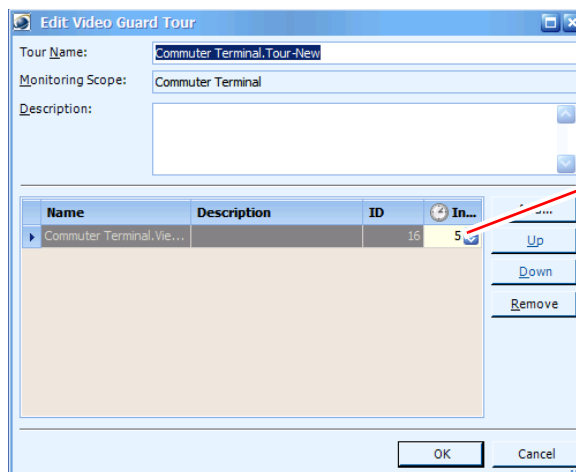 Edit Video Guard Tour
Tour Name: Commuter Terminal.Tour-New
Monitoring Scope: Commuter Terminal
Description:
Name Description ID In...
Commuter Terminal.Vie... 16 5
Up
Down
Remove
OK Cancel